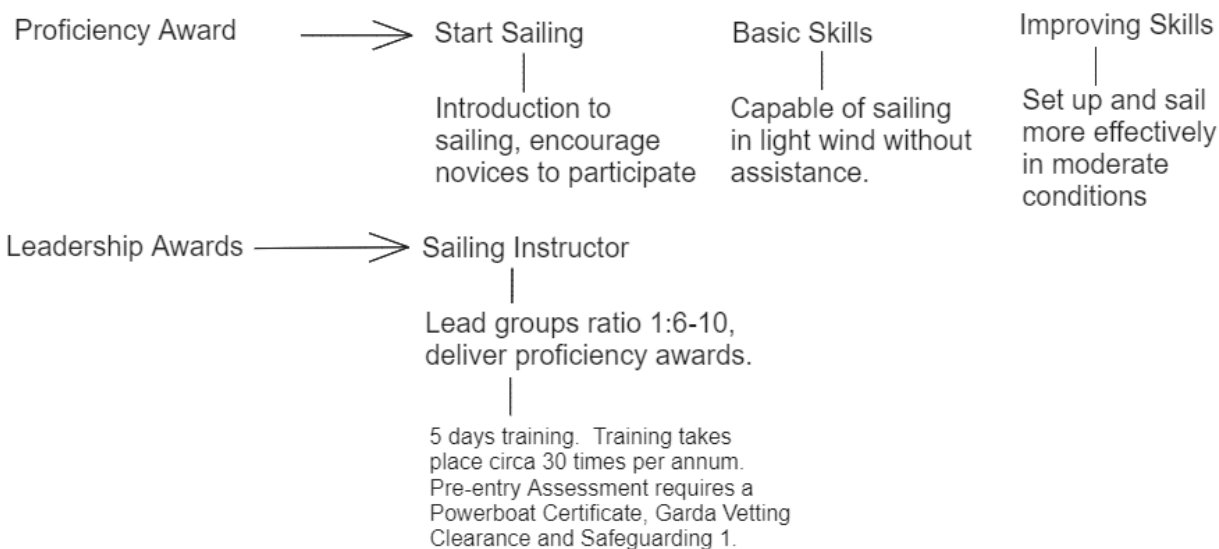 Proficiency Award
Start Sailing
Basic Skills
Improving Skills
Introduction to
sailing, encourage
novices to participate
Capable of sailing
in light wind without
assistance.
Set up and sail
more effectively
in moderate
conditions
Leadership Awards
Sailing Instructor
Lead groups ratio 1:6-10,
deliver proficiency awards.
5 days training.  Training takes
place circa 30 times per annum.
Pre-entry Assessment requires a
Powerboat Certificate, Garda Vetting
Clearance and Safeguarding 1.